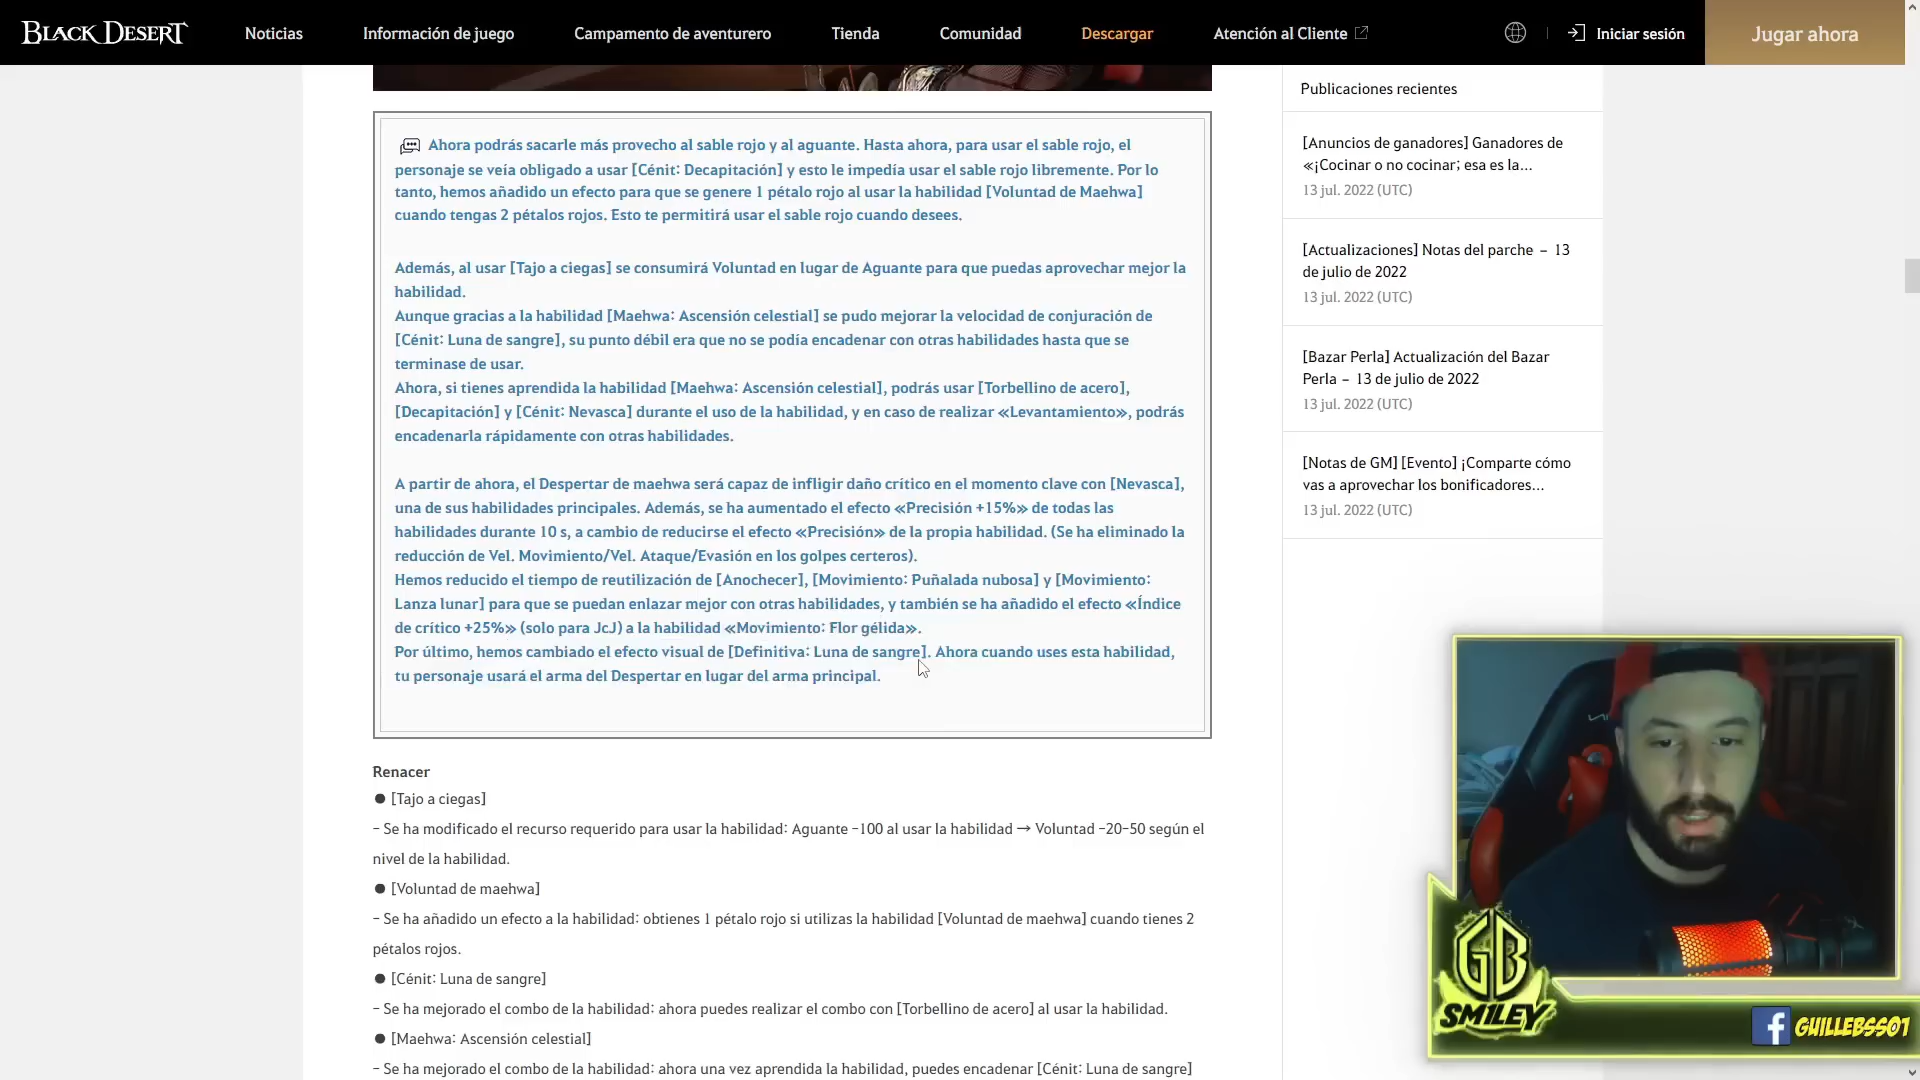 BLACK DESERT
Noticias
Información de juego
Campamento de aventurero
Tienda
Comunidad
Descargar
Atención al Cliente
Iniciar sesión
Jugar ahora
Ahora podrás sacarle más provecho al sable rojo y al aguante. Hasta ahora, para usar el sable rojo, el
personaje se veía obligado a usar [Cénit: Decapitación] y esto le impedía usar el sable rojo libremente. Por lo
tanto, hemos añadido un efecto para que se genere 1 pétalo rojo al usar la habilidad [Voluntad de Maehwa]
cuando tengas 2 pétalos rojos. Esto te permitirá usar el sable rojo cuando desees.
Además, al usar [Tajo a ciegas] se consumirá Voluntad en lugar de Aguante para que puedas aprovechar mejor la
habilidad.
Aunque gracias a la habilidad [Maehwa: Ascensión celestial] se pudo mejorar la velocidad de conjuración de
[Cénit: Luna de sangre], su punto débil era que no se podía encadenar con otras habilidades hasta que se
terminase de usar.
Ahora, si tienes aprendida la habilidad [Maehwa: Ascensión celestial], podrás usar [Torbellino de acero],
[Decapitación] y [Cénit: Nevasca] durante el uso de la habilidad, y en caso de realizar «Levantamiento», podrás
encadenarla rápidamente con otras habilidades.
A partir de ahora, el Despertar de maehwa será capaz de infligir daño crítico en el momento clave con [Nevasca],
una de sus habilidades principales. Además, se ha aumentado el efecto «Precisión +15%» de todas las
habilidades durante 10 s, a cambio de reducirse el efecto «Precisión» de la propia habilidad. (Se ha eliminado la
reducción de Vel. Movimiento/Vel. Ataque/Evasión en los golpes certeros).
Hemos reducido el tiempo de reutilización de [Anochecer], [Movimiento: Puñalada nubosa] y [Movimiento:
Lanza lunar] para que se puedan enlazar mejor con otras habilidades, y también se ha añadido el efecto «Índice
de crítico +25%» (solo para JcJ) a la habilidad «Movimiento: Flor gélida».
Por último, hemos cambiado el efecto visual de [Definitiva: Luna de sangre]. Ahora cuando uses esta habilidad,
tu personaje usará el arma del Despertar en lugar del arma principal.
Renacer
● [Tajo a ciegas]
- Se ha modificado el recurso requerido para usar la habilidad: Aguante -100 al usar la habilidad → Voluntad -20-50 según el
nivel de la habilidad.
● [Voluntad de maehwa]
- Se ha añadido un efecto a la habilidad: obtienes 1 pétalo rojo si utilizas la habilidad [Voluntad de maehwa] cuando tienes 2
pétalos rojos.
● [Cénit: Luna de sangre]
- Se ha mejorado el combo de la habilidad: ahora puedes realizar el combo con [Torbellino de acero] al usar la habilidad.
● [Maehwa: Ascensión celestial]
- Se ha mejorado el combo de la habilidad: ahora una vez aprendida la habilidad, puedes encadenar [Cénit: Luna de sangre]
Publicaciones recientes
[Anuncios de ganadores] Ganadores de
«¡Cocinar o no cocinar; esa es la...
13 jul. 2022 (UTC)
[Actualizaciones] Notas del parche - 13
de julio de 2022
13 jul. 2022 (UTC)
[Bazar Perla] Actualización del Bazar
Perla - 13 de julio de 2022
13 jul. 2022 (UTC)
[Notas de GM] [Evento] ¡Comparte cómo
vas a aprovechar los bonificadores...
13 jul. 2022 (UTC)
GB
SM1LEY
f GUILLEBSS01